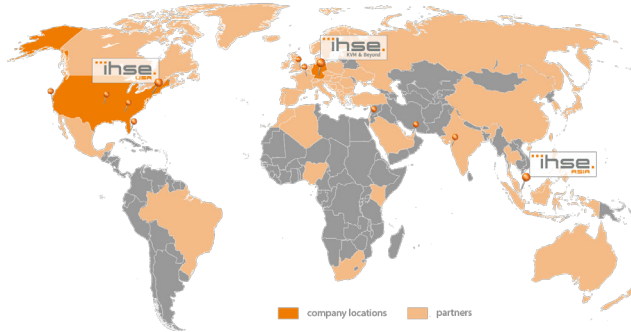 ihse.
USA
ihse.
KVM & Beyond
ihse.
ASIA
company locations
partners